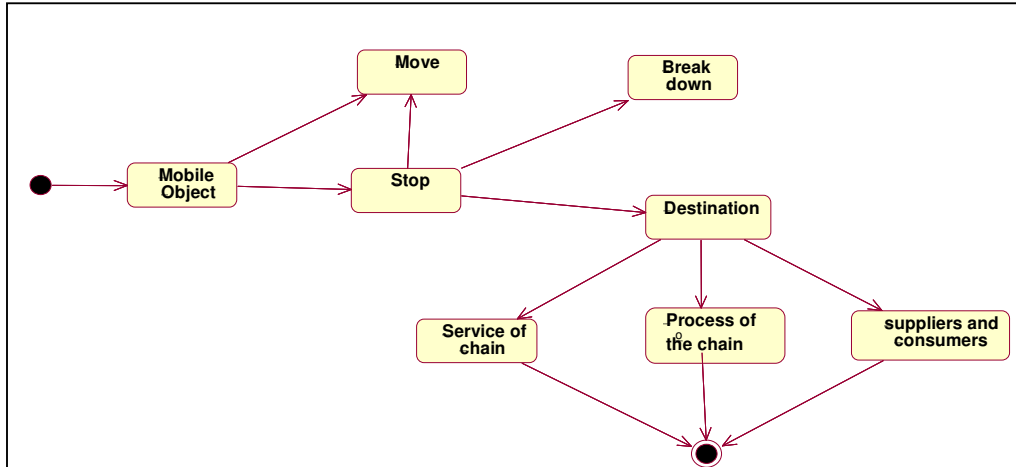 Move
Break
down
Mobile
Object
Stop
Destination
Service of
chain
Process of
the chain
suppliers and
consumers